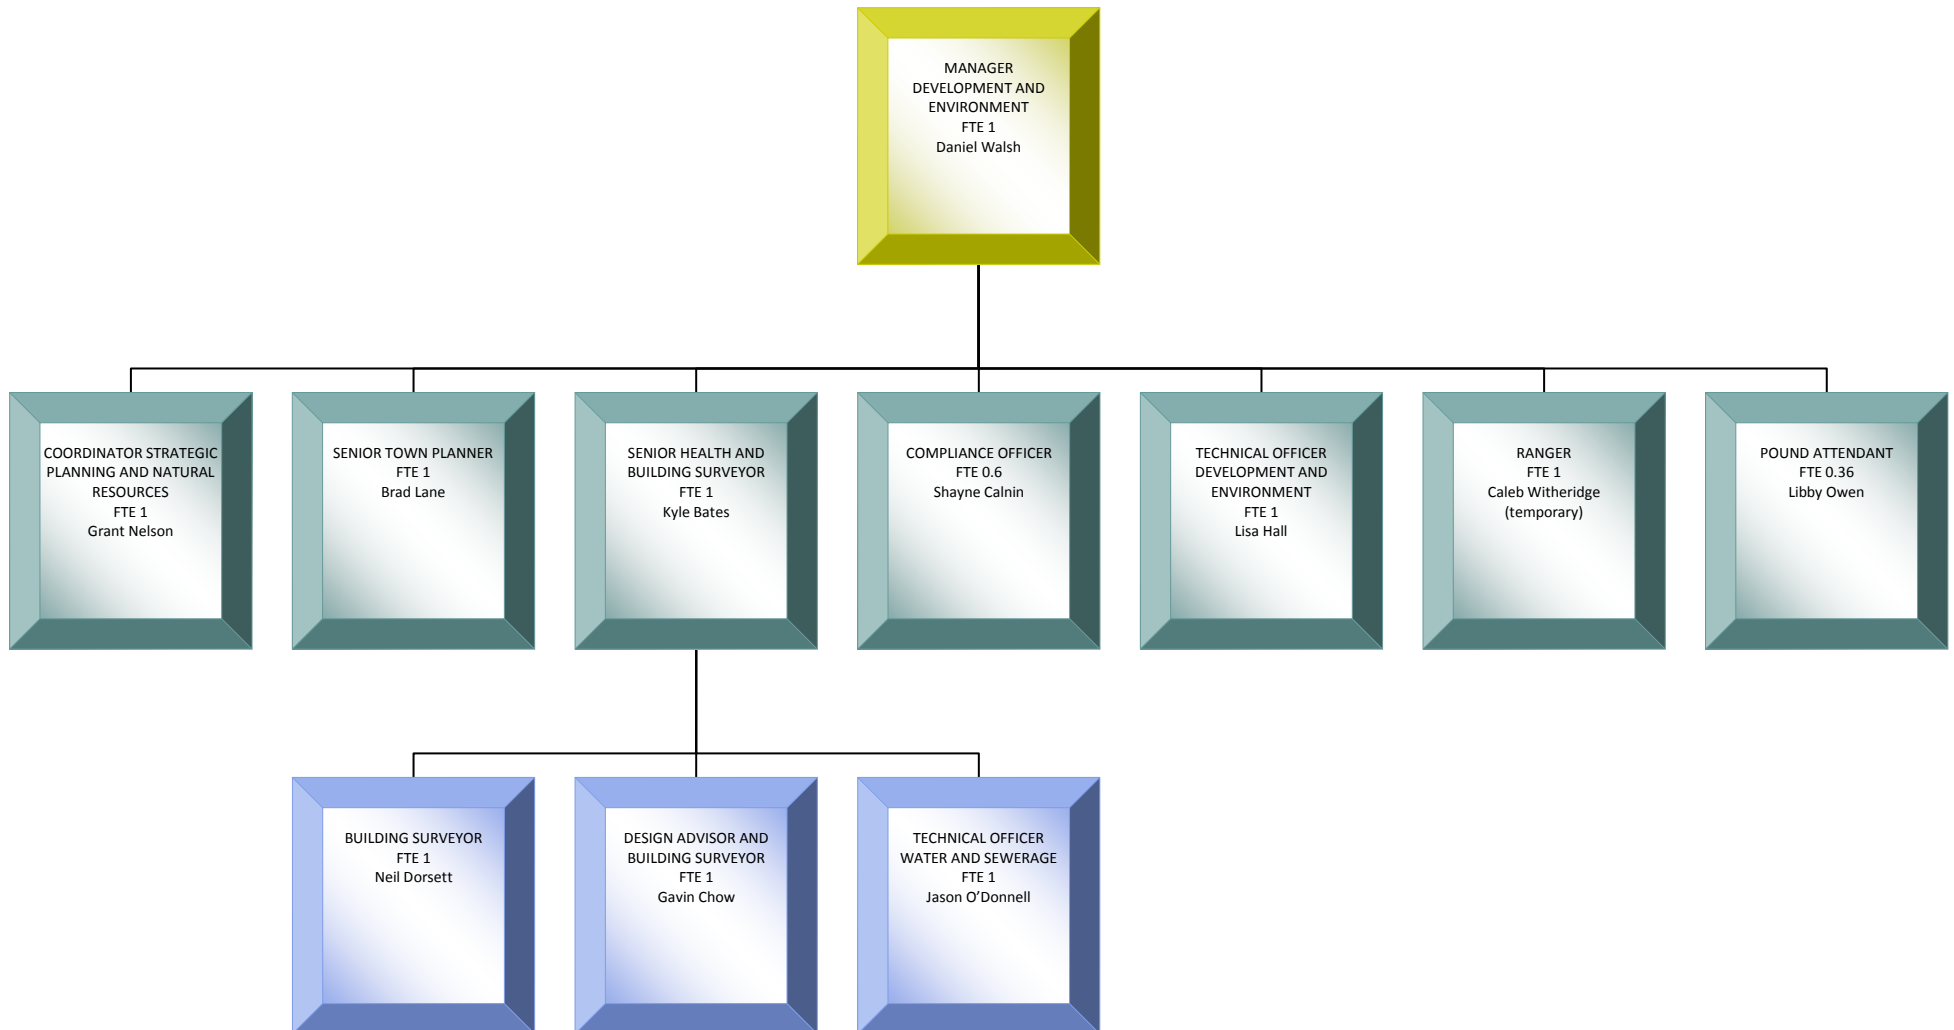 MANAGER
DEVELOPMENT AND
ENVIRONMENT
FTE 1
Daniel Walsh
COORDINATOR STRATEGIC
PLANNING AND NATURAL
RESOURCES
FTE 1
Grant Nelson
SENIOR TOWN PLANNER
FTE 1
Brad Lane
SENIOR HEALTH AND
BUILDING SURVEYOR
FTE 1
Kyle Bates
COMPLIANCE OFFICER
FTE 0.6
Shayne Calnin
TECHNICAL OFFICER
DEVELOPMENT AND
ENVIRONMENT
FTE 1
Lisa Hall
RANGER
FTE 1
Caleb Witheridge
(temporary)
POUND ATTENDANT
FTE 0.36
Libby Owen
BUILDING SURVEYOR
FTE 1
Neil Dorsett
DESIGN ADVISOR AND
BUILDING SURVEYOR
FTE 1
Gavin Chow
TECHNICAL OFFICER
WATER AND SEWERAGE
FTE 1
Jason O’Donnell